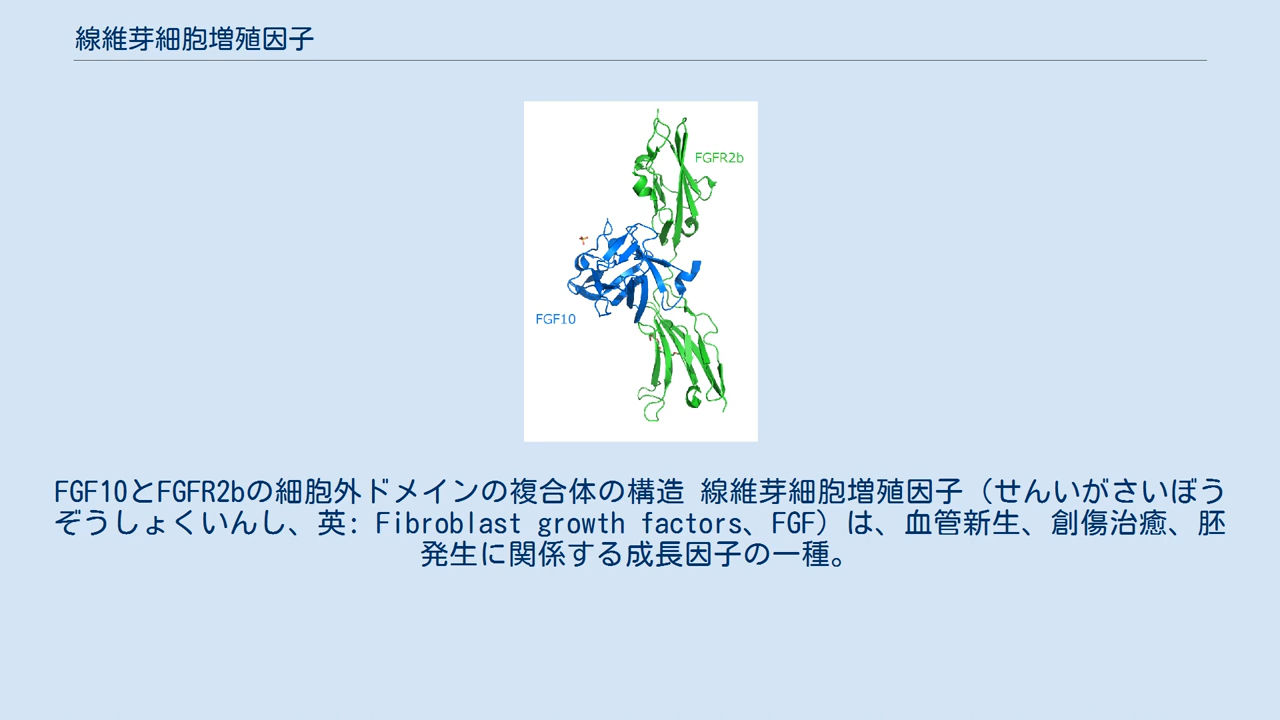 線維芽細胞増殖因子
FGFR2b
FGF10
FGF10とFGFR2bの細胞外ドメインの複合体の構造 線維芽細胞増殖因子（せんいがさいぼう
ぞうしょくいんし、英: Fibroblast growth factors、FGF）は、血管新生、創傷治癒、胚
発生に関係する成長因子の一種。